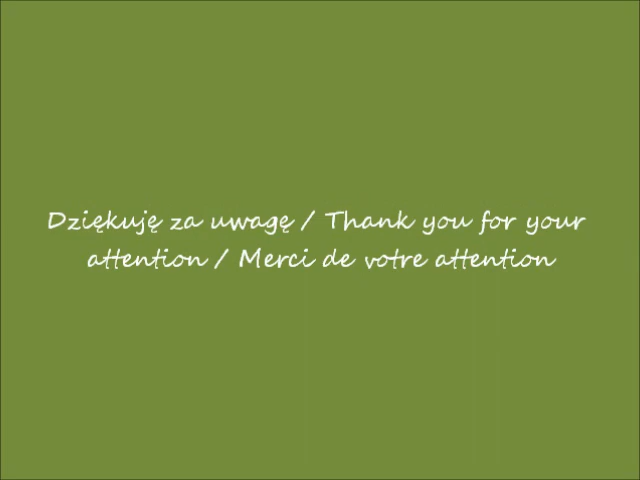 Dziękuję za uwagę / Thank you for your
attention / Merci de votre attention